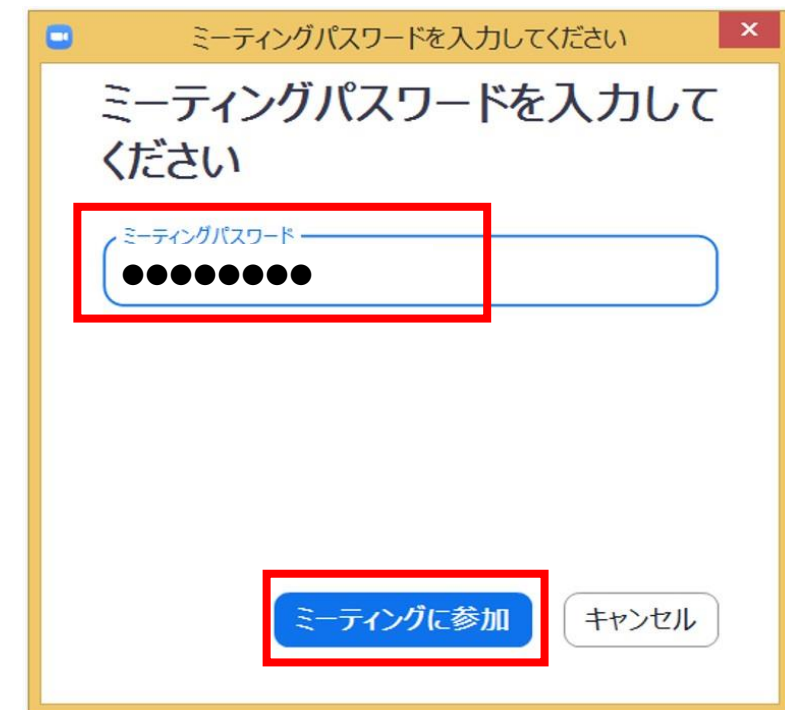 ミーティングパスワードを入力してください
ミーティングパスワードを入力して
ください
ミーティングパスワード
●●●●●●●●
ミーティングに参加
キャンセル